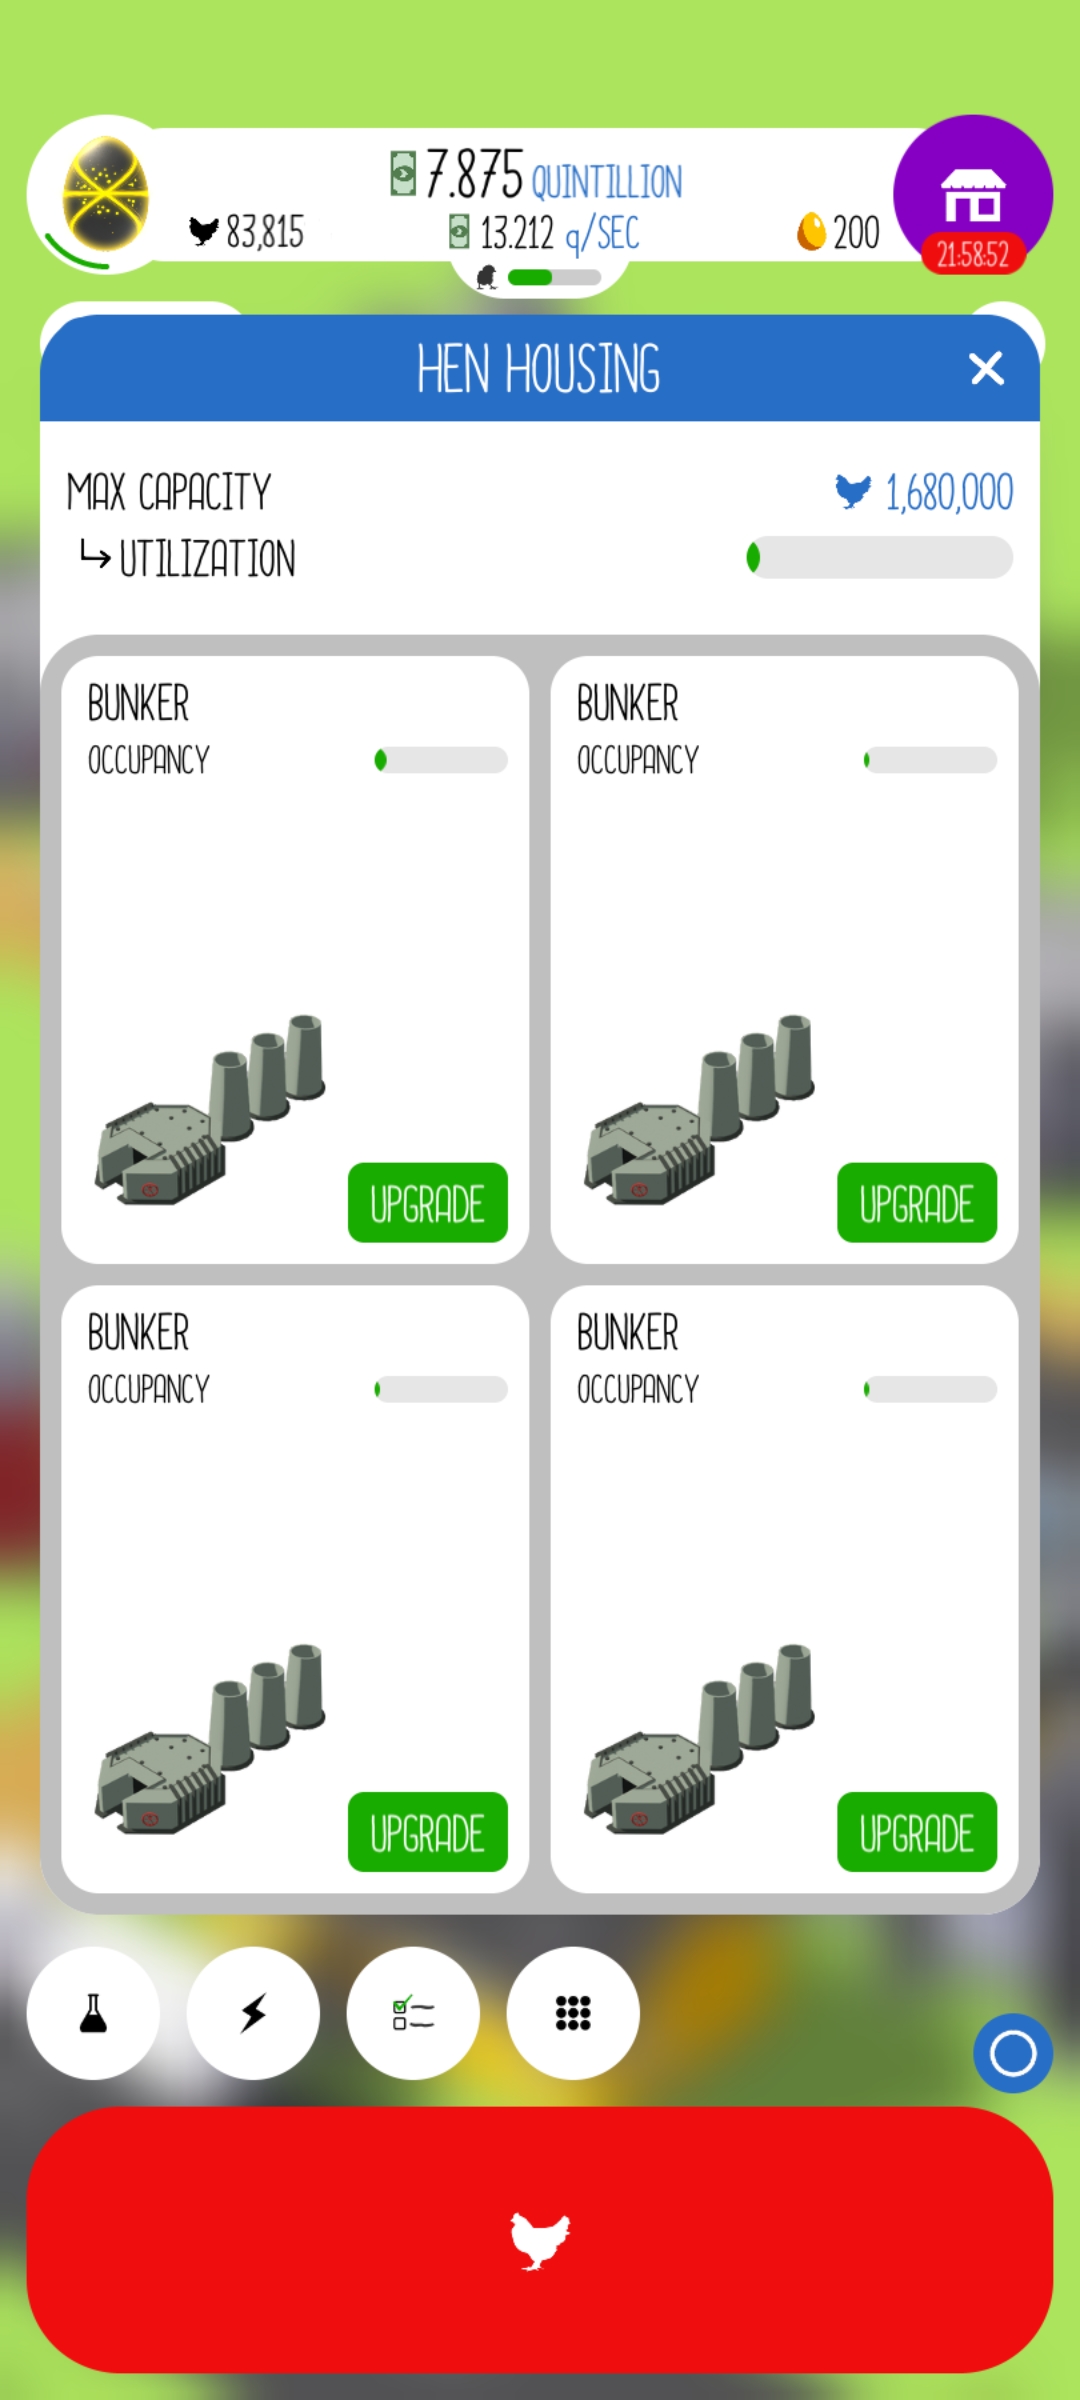 7.875 QUINTILLION
83,815
13.212 q/SEC
200
21:58:52
HEN HOUSING
MAX CAPACITY
1,680,000
UTILIZATION
BUNKER
OCCUPANCY
UPGRADE
BUNKER
OCCUPANCY
UPGRADE
BUNKER
OCCUPANCY
UPGRADE
BUNKER
OCCUPANCY
UPGRADE